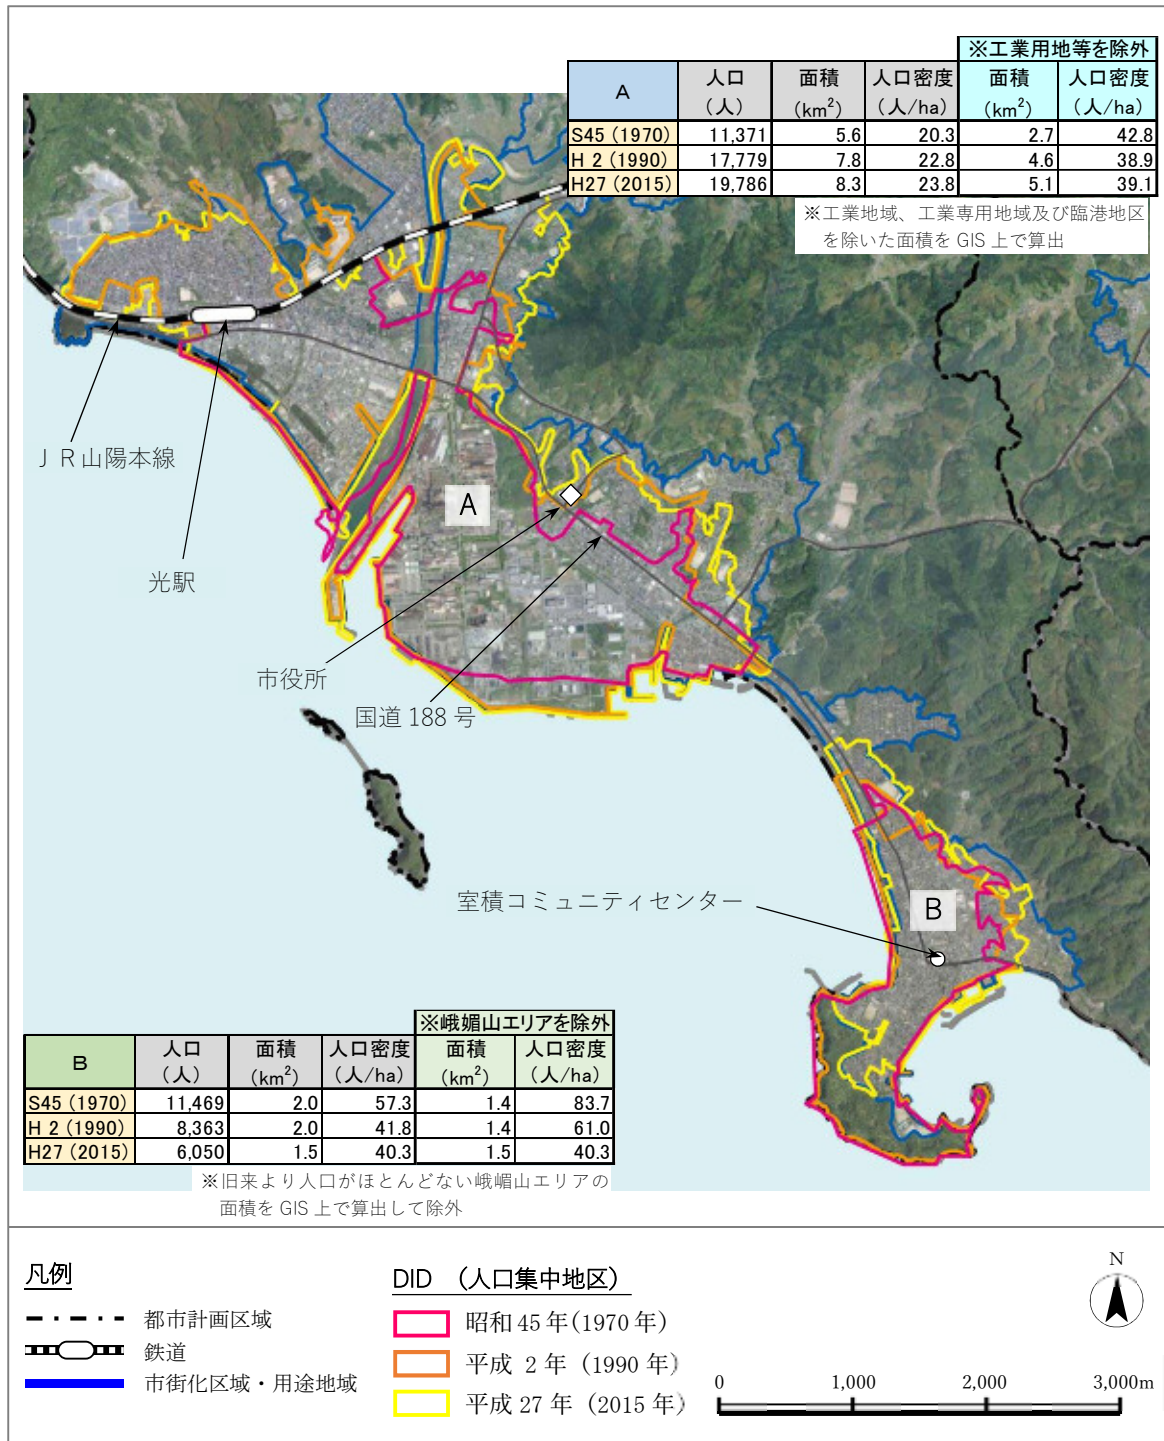 ※工業用地等を除外
A 人口 面積 人口密度 面積 人口密度
（人） (km²) (人/ha) (km²) (人/ha)
S45 (1970) 11,371 5.6 20.3 2.7 42.8
H 2 (1990) 17,779 7.8 22.8 4.6 38.9
H27 (2015) 19,786 8.3 23.8 5.1 39.1
※工業地域、工業専用地域及び臨港地区
を除いた面積を GIS 上で算出
ＪＲ山陽本線
A
光駅
市役所
国道 188 号
室積コミュニティセンター
B
※峨媚山エリアを除外
B 人口 面積 人口密度 面積 人口密度
（人） (km²) (人/ha) (km²) (人/ha)
S45 (1970) 11,469 2.0 57.3 1.4 83.7
H 2 (1990) 8,363 2.0 41.8 1.4 61.0
H27 (2015) 6,050 1.5 40.3 1.5 40.3
※旧来より人口がほとんどない峨嵋山エリアの
面積を GIS 上で算出して除外
凡例
都市計画区域
鉄道
市街化区域・用途地域
DID （人口集中地区）
昭和 45 年(1970 年)
平成 2 年（1990 年）
平成 27 年（2015 年）
N
0 1,000 2,000 3,000m